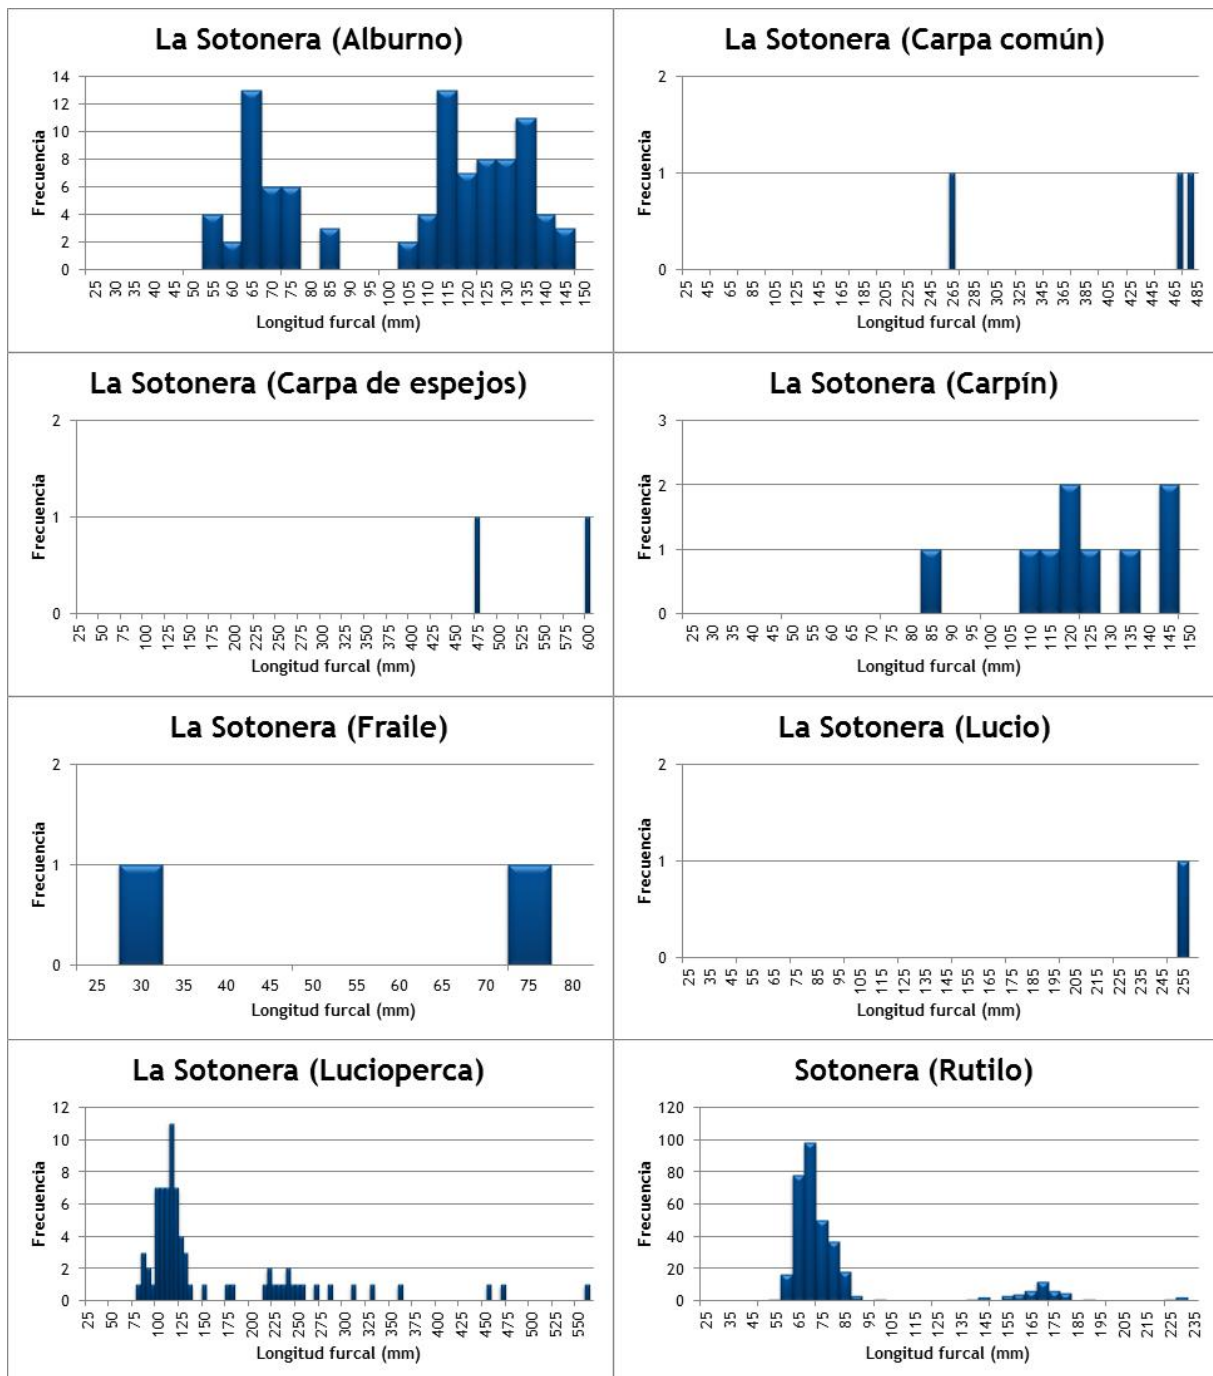 La Sotonera (Alburno)
Frecuencia
14
12
10
8
6
4
2
0
25 30 35 40 45 50 55 60 65 70 75 80 85 90 95 100 105 110 115 120 125 130 135 140 145 150
Longitud furcal (mm)
La Sotonera (Carpa común)
Frecuencia
2
1
0
25 45 65 85 105 125 145 165 185 205 225 245 265 285 305 325 345 365 385 405 425 445 465 485
Longitud furcal (mm)
La Sotonera (Carpa de espejos)
Frecuencia
2
1
0
25 50 75 100 125 150 175 200 225 250 275 300 325 350 375 400 425 450 475 500 525 550 575 600
Longitud furcal (mm)
La Sotonera (Carpín)
Frecuencia
3
2
1
0
25 30 35 40 45 50 55 60 65 70 75 80 85 90 95 100 105 110 115 120 125 130 135 140 145 150
Longitud furcal (mm)
La Sotonera (Fraile)
Frecuencia
2
1
0
25 30 35 40 45 50 55 60 65 70 75 80
Longitud furcal (mm)
La Sotonera (Lucio)
Frecuencia
2
1
0
25 35 45 55 65 75 85 95 105 115 125 135 145 155 165 175 185 195 205 215 225 235 245 255
Longitud furcal (mm)
La Sotonera (Lucioperca)
Frecuencia
12
10
8
6
4
2
0
25 50 75 100 125 150 175 200 225 250 275 300 325 350 375 400 425 450 475 500 525 550
Longitud furcal (mm)
Sotonera (Rutilo)
Frecuencia
120
100
80
60
40
20
0
25 35 45 55 65 75 85 95 105 115 125 135 145 155 165 175 185 195 205 215 225 235
Longitud furcal (mm)